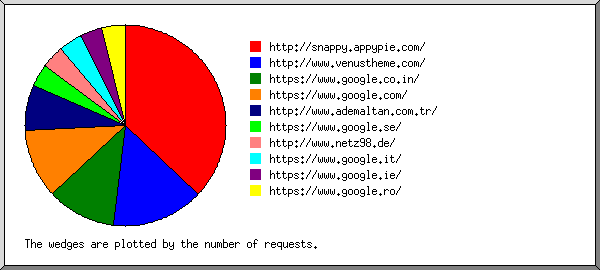 http://snappy.appypie.com/
http://www.venustheme.com/
https://www.google.co.in/
https://www.google.com/
http://www.ademaltan.com.tr/
https://www.google.se/
http://www.netz98.de/
https://www.google.it/
https://www.google.ie/
https://www.google.ro/
The wedges are plotted by the number of requests.